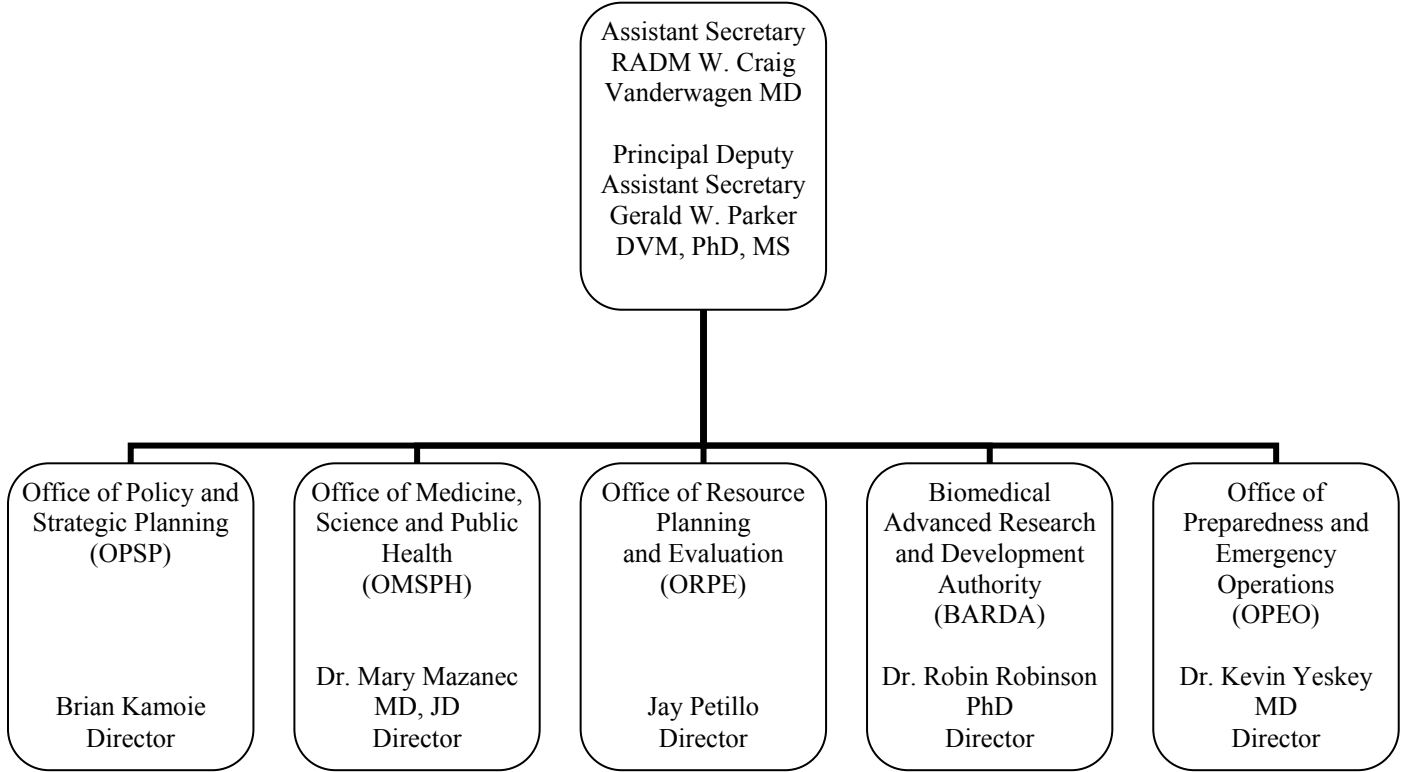 Assistant Secretary
RADM W. Craig
Vanderwagen MD
Principal Deputy
Assistant Secretary
Gerald W. Parker
DVM, PhD, MS
Office of Policy and
Strategic Planning
(OPSP)
Brian Kamoie
Director
Office of Medicine,
Science and Public
Health
(OMSPH)
Dr. Mary Mazanec
MD, JD
Director
Office of Resource
Planning
and Evaluation
(ORPE)
Jay Petillo
Director
Biomedical
Advanced Research
and Development
Authority
(BARDA)
Dr. Robin Robinson
PhD
Director
Office of
Preparedness and
Emergency
Operations
(OPEO)
Dr. Kevin Yeskey
MD
Director